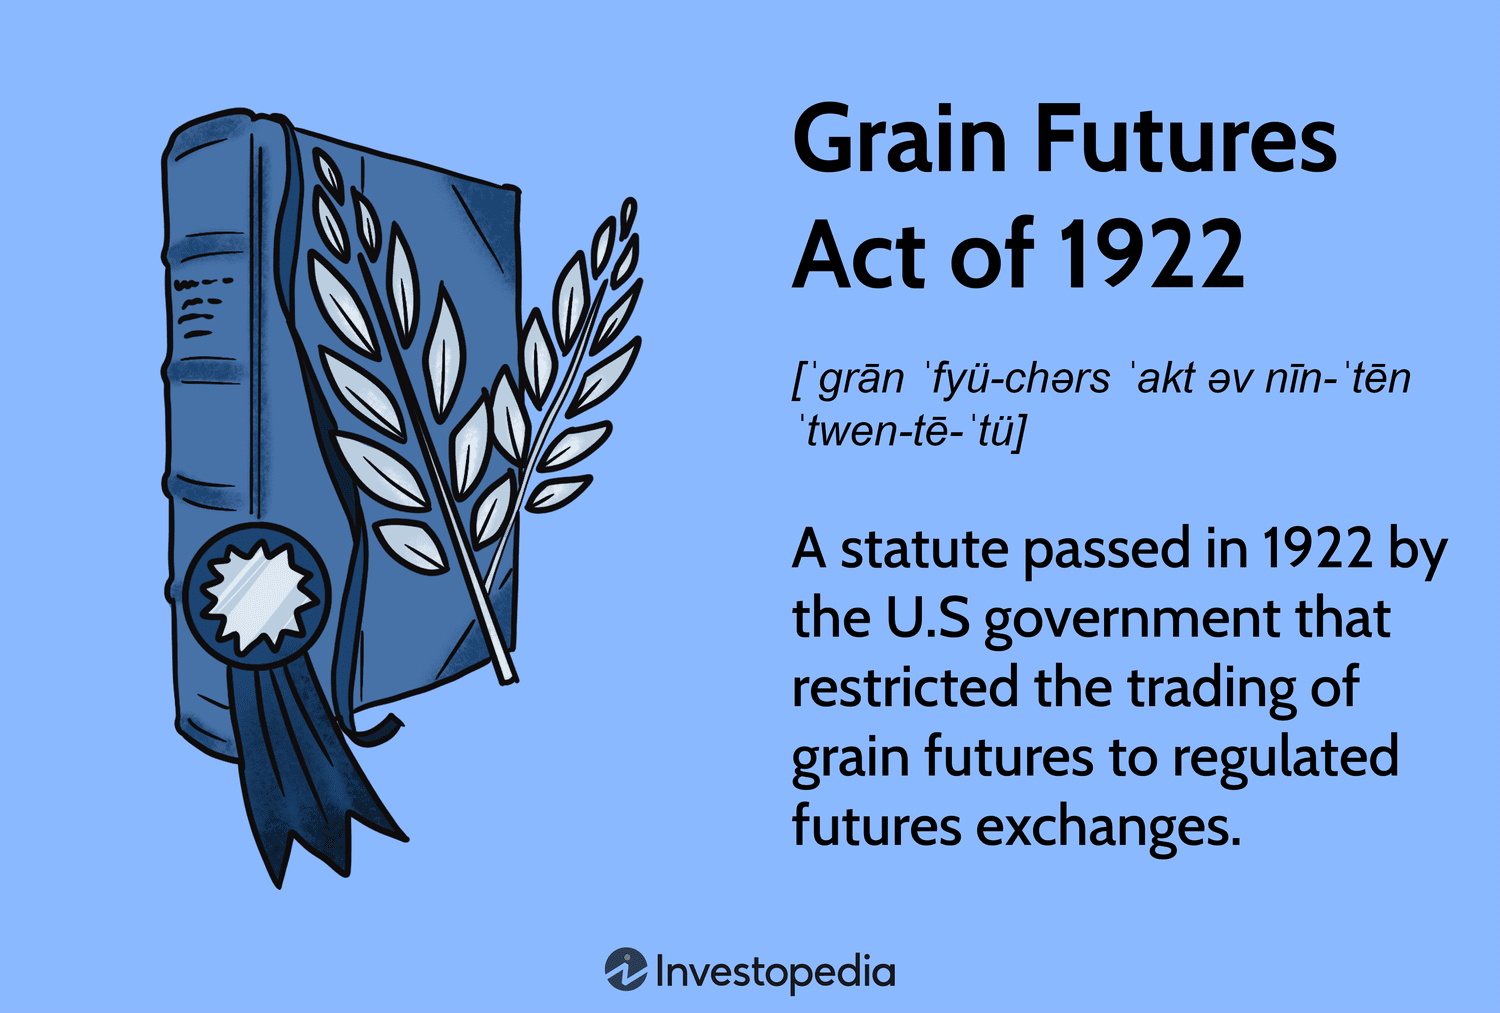 Grain Futures
Act of 1922
[ˈgrān ˈfyü-chərs ˈakt əv nīn-ˈtēn
ˈtwen-tē-ˈtü]
A statute passed in 1922 by
the U.S government that
restricted the trading of
grain futures to regulated
futures exchanges.
Investopedia